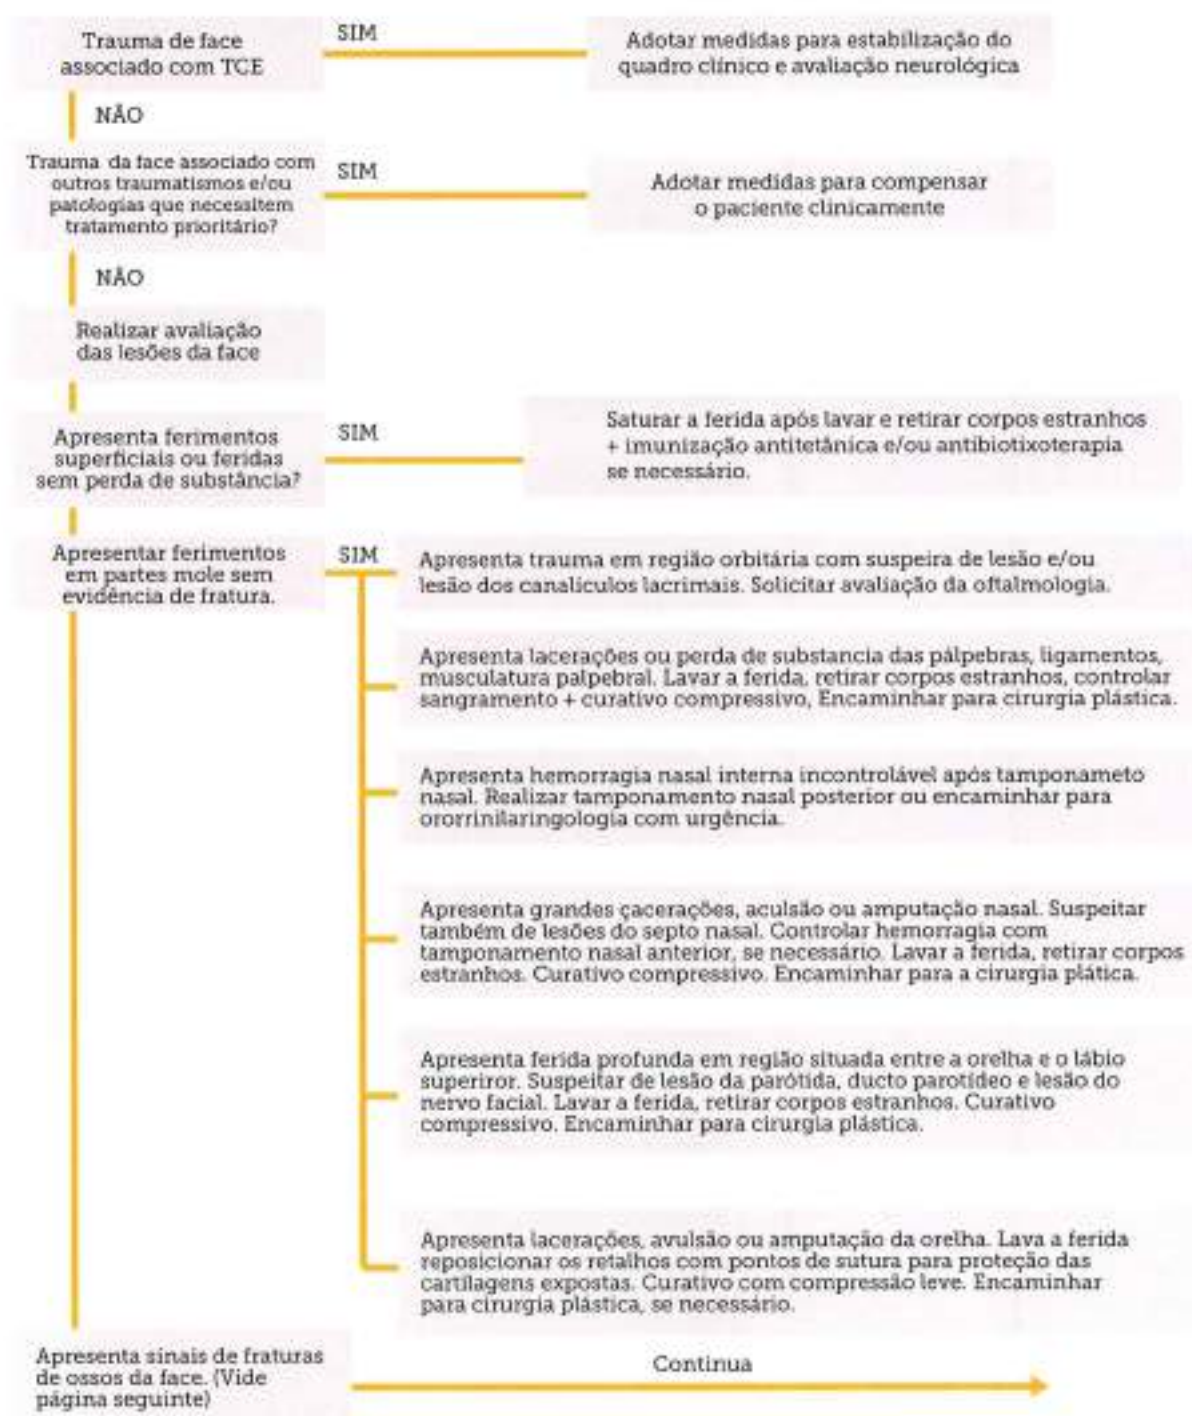 Trauma de face
associado com TCE
SIM
Adotar medidas para estabilização do
quadro clínico e avaliação neurológica
NÃO
Trauma da face associado com
outros traumatismos e/ou
patologias que necessitem
tratamento prioritário?
SIM
Adotar medidas para compensar
o paciente clinicamente
NÃO
Realizar avaliação
das lesões da face
Apresenta ferimentos
superficiais ou feridas
sem perda de substância?
SIM
Saturar a ferida após lavar e retirar corpos estranhos
+ imunização antitetânica e/ou antibiotixoterapia
se necessário.
Apresentar ferimentos
em partes mole sem
evidência de fratura.
SIM
Apresenta trauma em região orbitária com suspeira de lesão e/ou
lesão dos canalículos lacrimais. Solicitar avaliação da oftalmologia.
Apresenta lacerações ou perda de substancia das pálpebras, ligamentos,
musculatura palpebral. Lavar a ferida, retirar corpos estranhos, controlar
sangramento + curativo compressivo, Encaminhar para cirurgia plástica.
Apresenta hemorragia nasal interna incontrolável após tamponameto
nasal. Realizar tamponamento nasal posterior ou encaminhar para
ororrinilaringologia com urgência.
Apresenta grandes çacerações, aculsão ou amputação nasal. Suspeitar
também de lesões do septo nasal. Controlar hemorragia com
tamponamento nasal anterior, se necessário. Lavar a ferida, retirar corpos
estranhos. Curativo compressivo. Encaminhar para a cirurgia plática.
Apresenta ferida profunda em região situada entre a orelha e o lábio
superiror. Suspeitar de lesão da parótida, ducto parotídeo e lesão do
nervo facial. Lavar a ferida, retirar corpos estranhos. Curativo
compressivo. Encaminhar para cirurgia plástica.
Apresenta lacerações, avulsão ou amputação da orelha. Lava a ferida
reposicionar os retalhos com pontos de sutura para proteção das
cartilagens expostas. Curativo com compressão leve. Encaminhar
para cirurgia plástica, se necessário.
Apresenta sinais de fraturas
de ossos da face. (Vide
página seguinte)
Continua